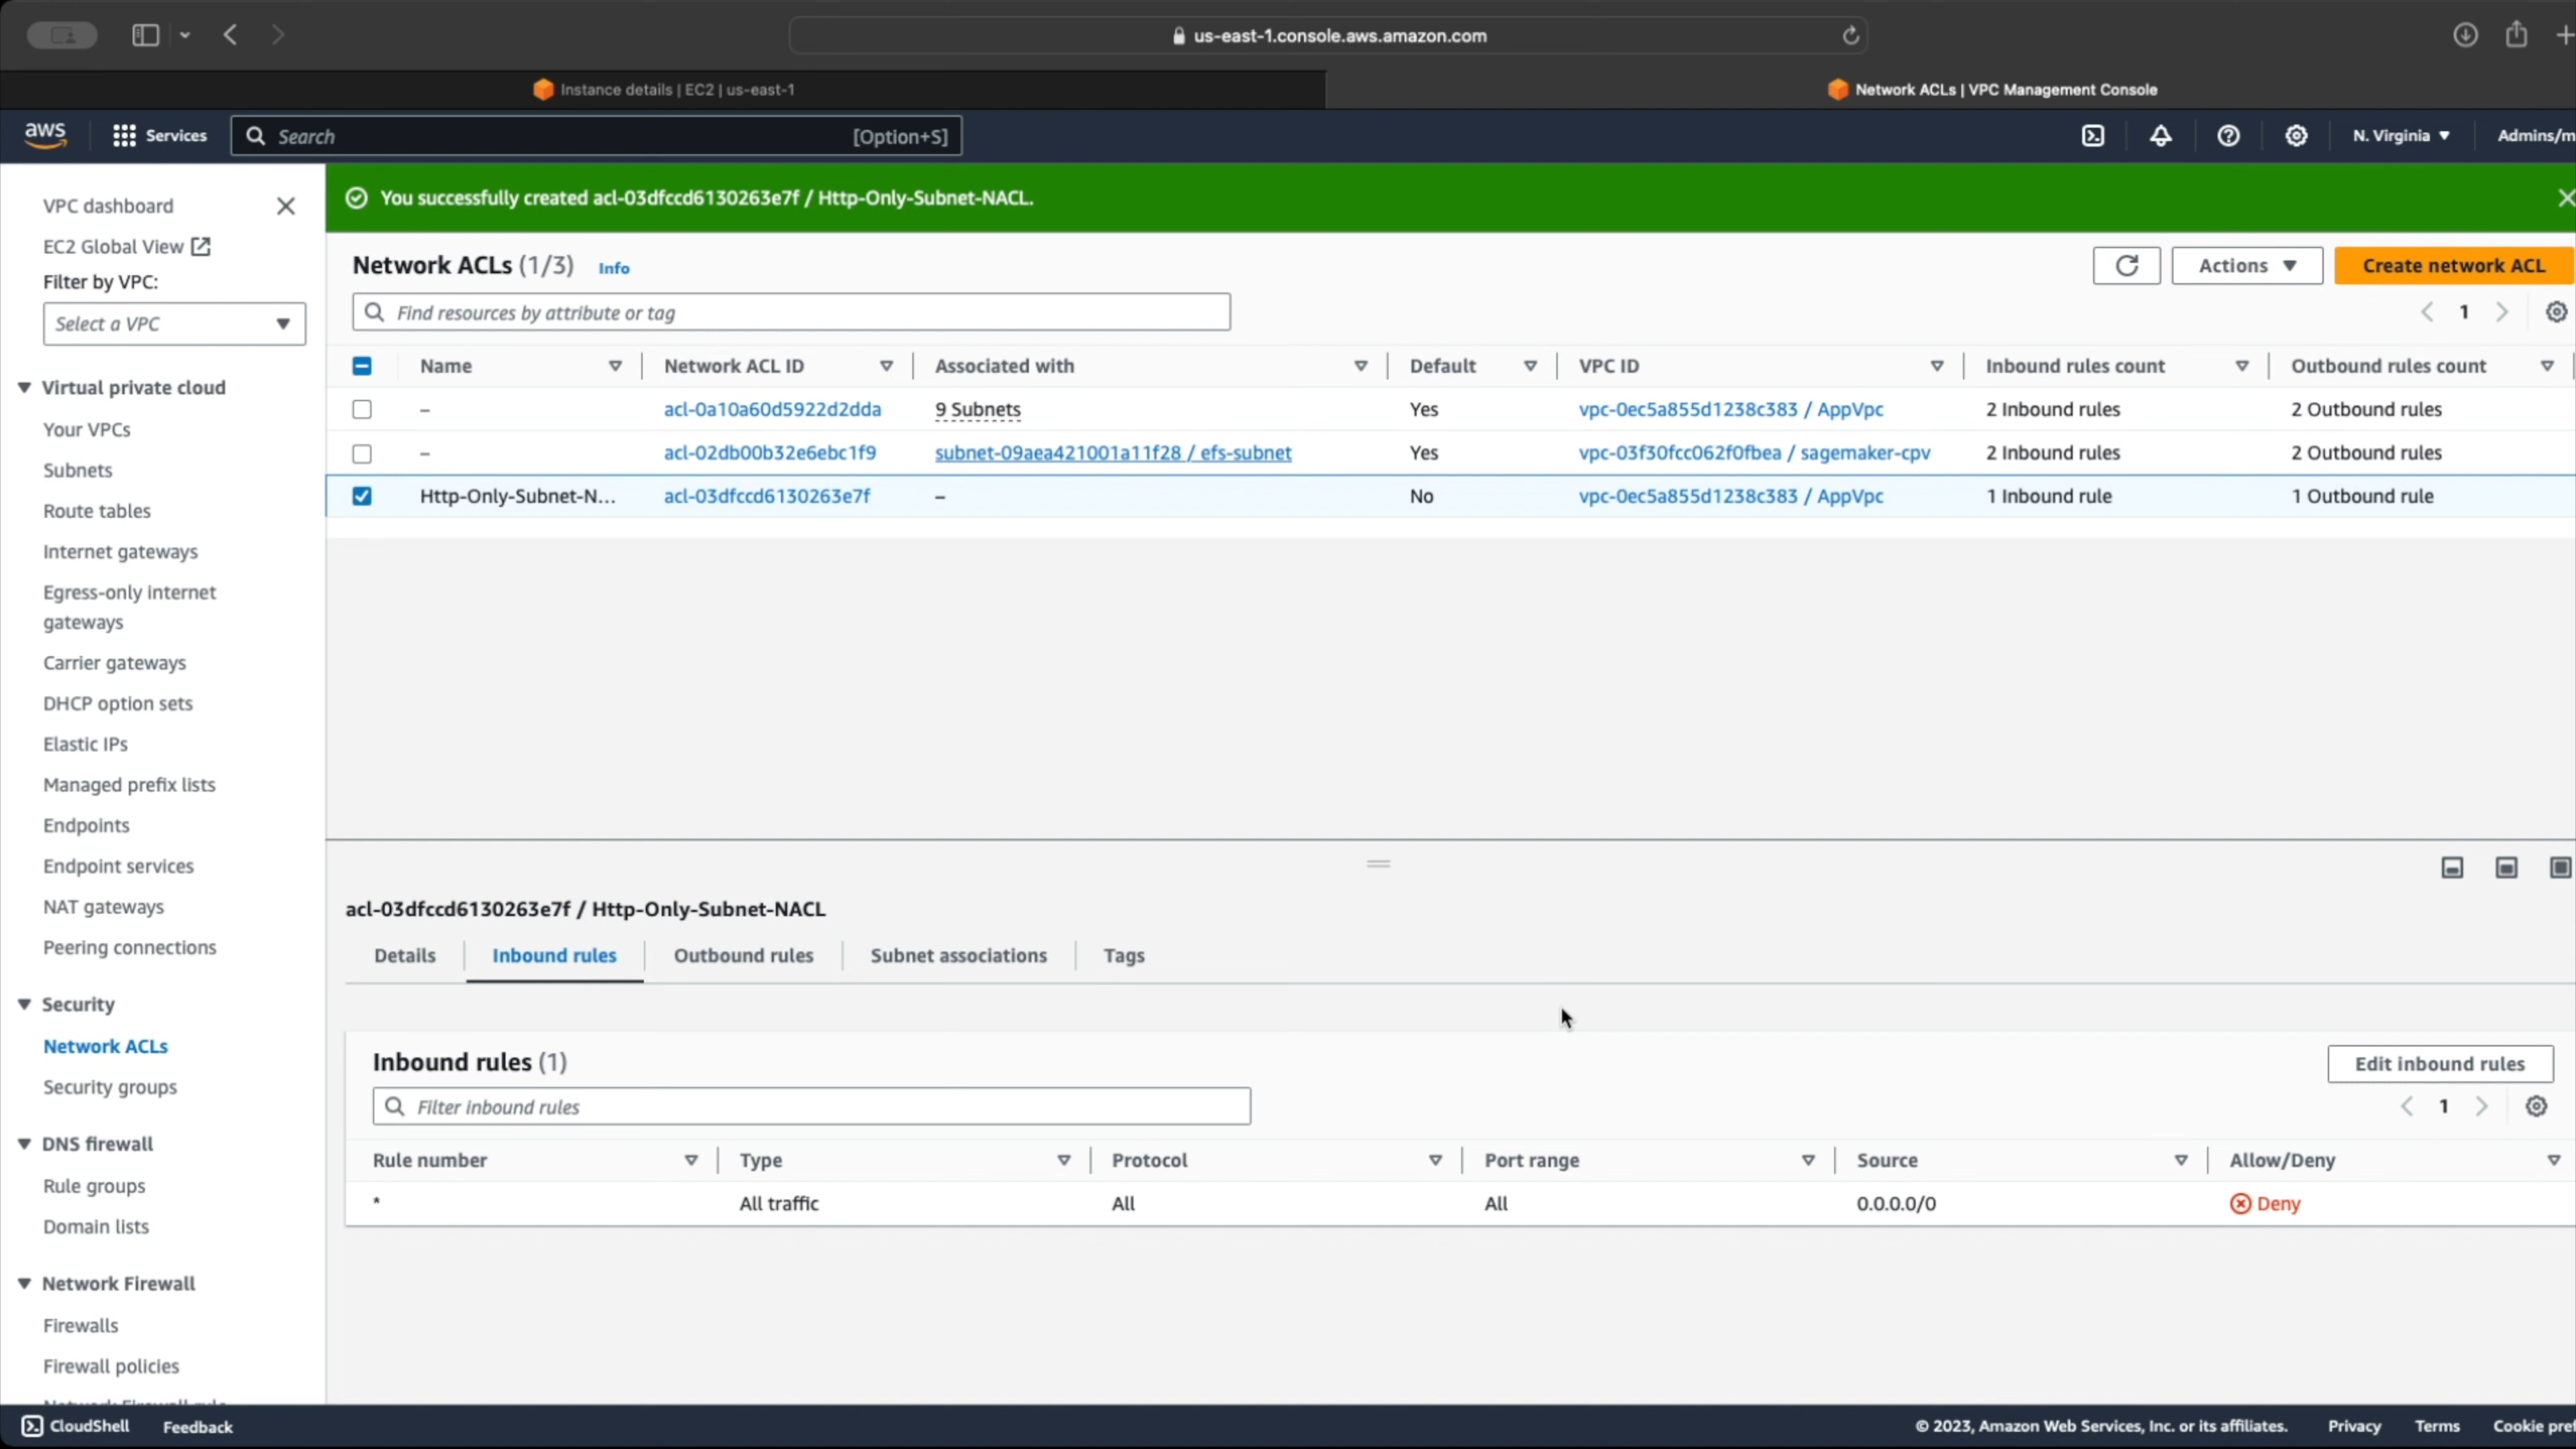 us-east-1.console.aws.amazon.com
Instance details | EC2 | us-east-1
Network ACLs | VPC Management Console
aws
Services
Search
[Option+S]
N. Virginia
Admins/m
VPC dashboard
EC2 Global View
Filter by VPC:
Select a VPC
Virtual private cloud
Your VPCs
Subnets
Route tables
Internet gateways
Egress-only internet
gateways
Carrier gateways
DHCP option sets
Elastic IPs
Managed prefix lists
Endpoints
Endpoint services
NAT gateways
Peering connections
Security
Network ACLs
Security groups
DNS firewall
Rule groups
Domain lists
Network Firewall
Firewalls
Firewall policies
You successfully created acl-03dfccd6130263e7f / Http-Only-Subnet-NACL.
Network ACLs (1/3) Info
Actions
Create network ACL
Find resources by attribute or tag
1
Name Network ACL ID Associated with Default VPC ID Inbound rules count Outbound rules count
– acl-0a10a60d5922d2dda 9 Subnets Yes vpc-0ec5a855d1238c383 / AppVpc 2 Inbound rules 2 Outbound rules
– acl-02db00b32e6ebc1f9 subnet-09aea421001a11f28 / efs-subnet Yes vpc-03f30fcc062f0fbea / sagemaker-cpv 2 Inbound rules 2 Outbound rules
Http-Only-Subnet-N... acl-03dfccd6130263e7f – No vpc-0ec5a855d1238c383 / AppVpc 1 Inbound rule 1 Outbound rule
acl-03dfccd6130263e7f / Http-Only-Subnet-NACL
Details Inbound rules Outbound rules Subnet associations Tags
Inbound rules (1)
Edit inbound rules
Filter inbound rules
1
Rule number Type Protocol Port range Source Allow/Deny
* All traffic All All 0.0.0.0/0 Deny
CloudShell Feedback
© 2023, Amazon Web Services, Inc. or its affiliates. Privacy Terms Cookie pref